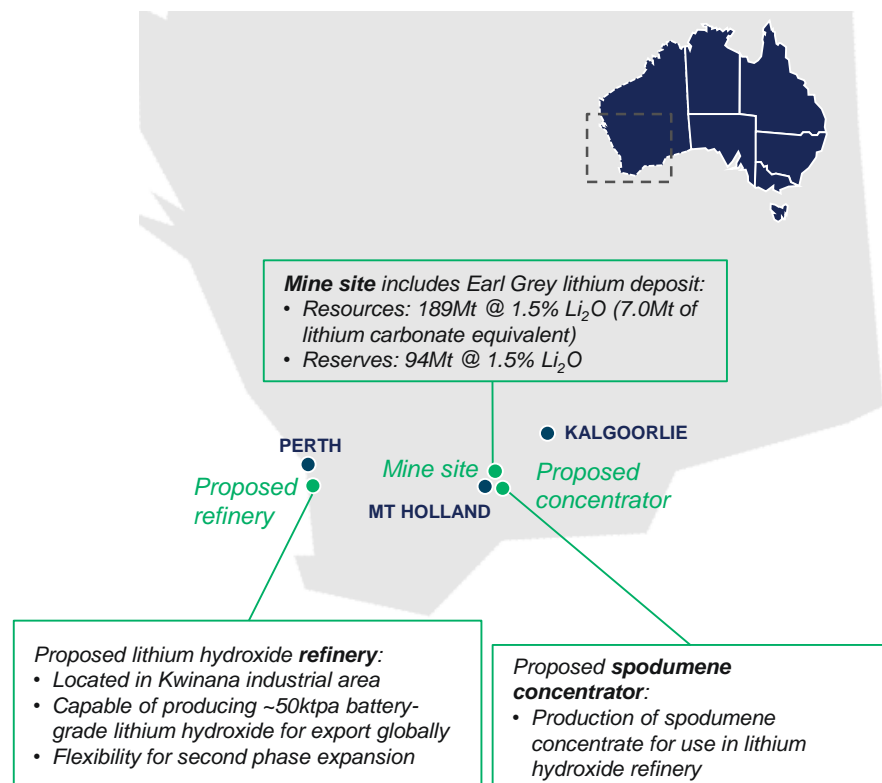 Mine site includes Earl Grey lithium deposit:
• Resources: 189Mt @ 1.5% Li₂O (7.0Mt of
lithium carbonate equivalent)
• Reserves: 94Mt @ 1.5% Li₂O
KALGOORLIE
PERTH
Mine site
Proposed
concentrator
Proposed
refinery
MT HOLLAND
Proposed lithium hydroxide refinery:
• Located in Kwinana industrial area
• Capable of producing ~50ktpa battery-
grade lithium hydroxide for export globally
• Flexibility for second phase expansion
Proposed spodumene
concentrator:
• Production of spodumene
concentrate for use in lithium
hydroxide refinery